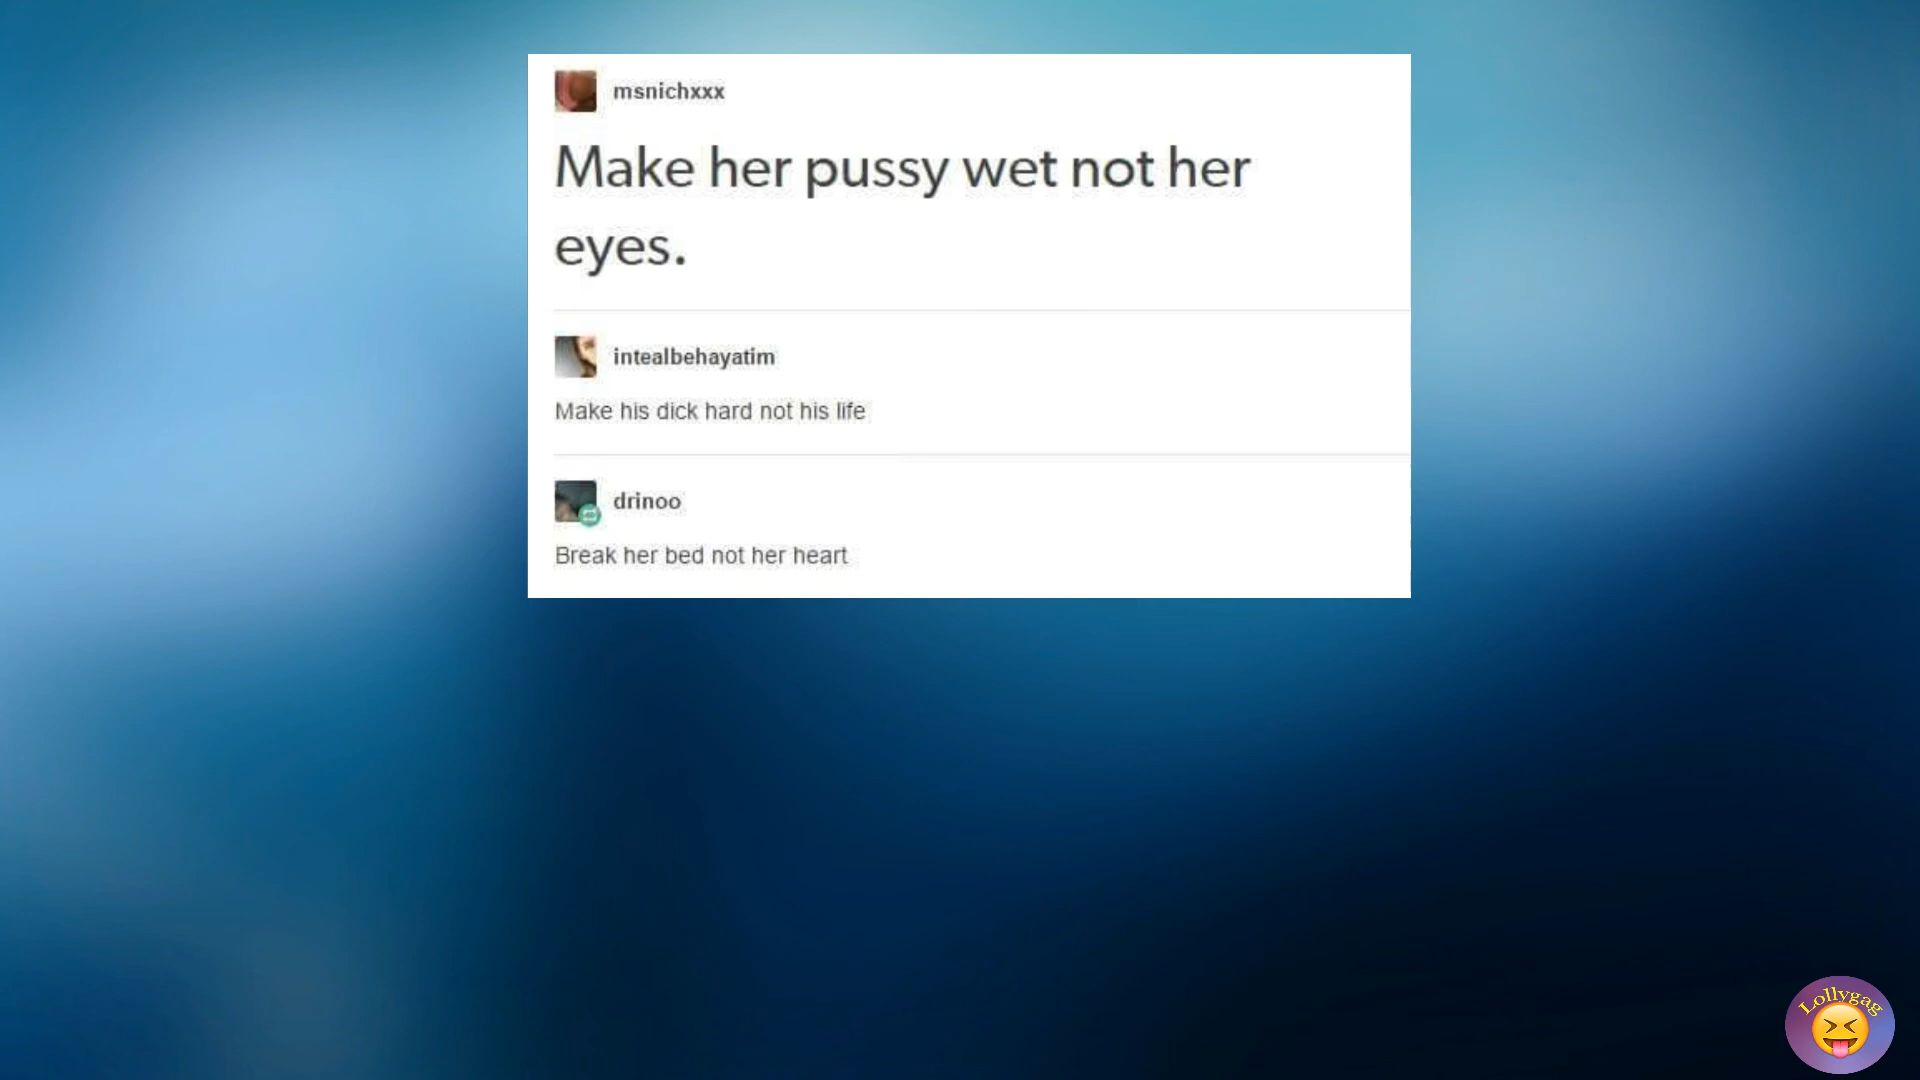 msnichxxx
Make her pussy wet not her
eyes.
intealbehayatim
Make his dick hard not his life
drinoo
Break her bed not her heart
Lollygag